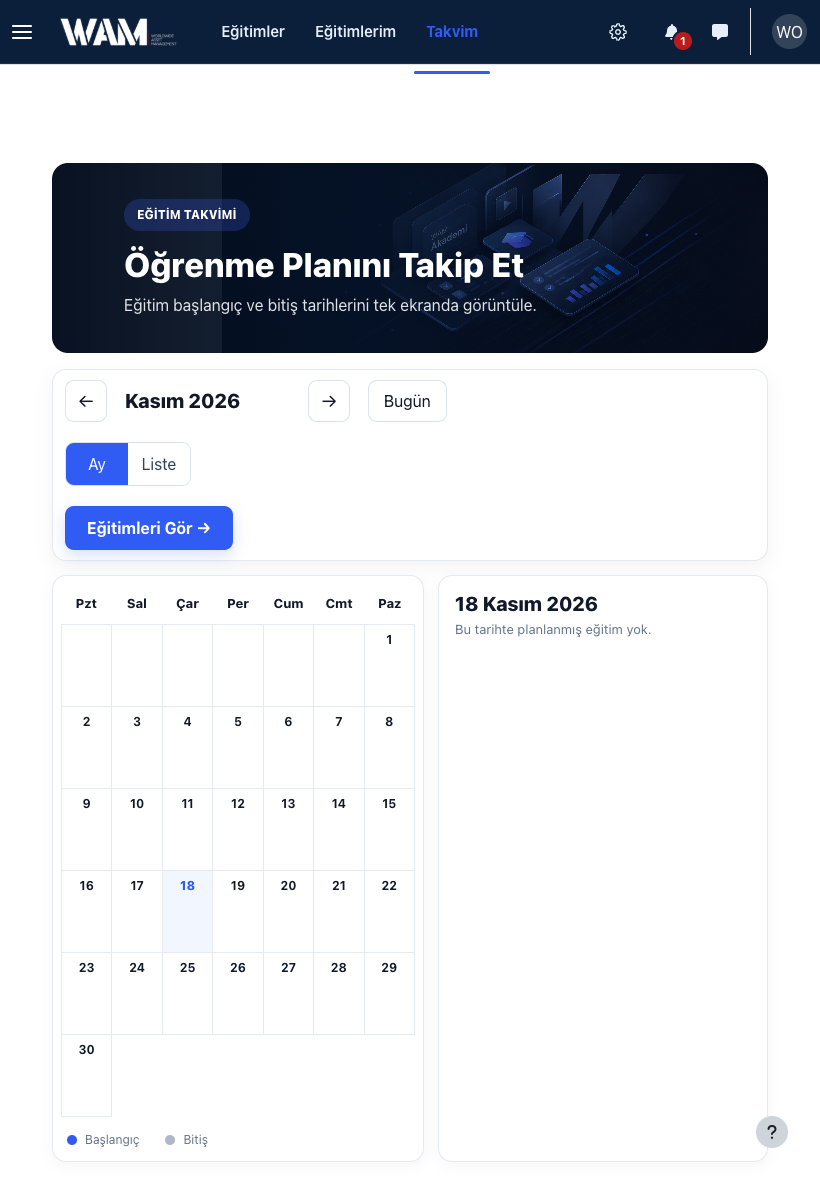 WAM WORLDWIDE ASSET MANAGEMENT
Eğitimler
Eğitimlerim
Takvim
1
WO
EĞİTİM TAKVİMİ
Öğrenme Planını Takip Et
Eğitim başlangıç ve bitiş tarihlerini tek ekranda görüntüle.
Akademi
← Kasım 2026 → Bugün
Ay Liste
Eğitimleri Gör →
Pzt Sal Çar Per Cum Cmt Paz
1
2 3 4 5 6 7 8
9 10 11 12 13 14 15
16 17 18 19 20 21 22
23 24 25 26 27 28 29
30
Başlangıç Bitiş
18 Kasım 2026
Bu tarihte planlanmış eğitim yok.
?